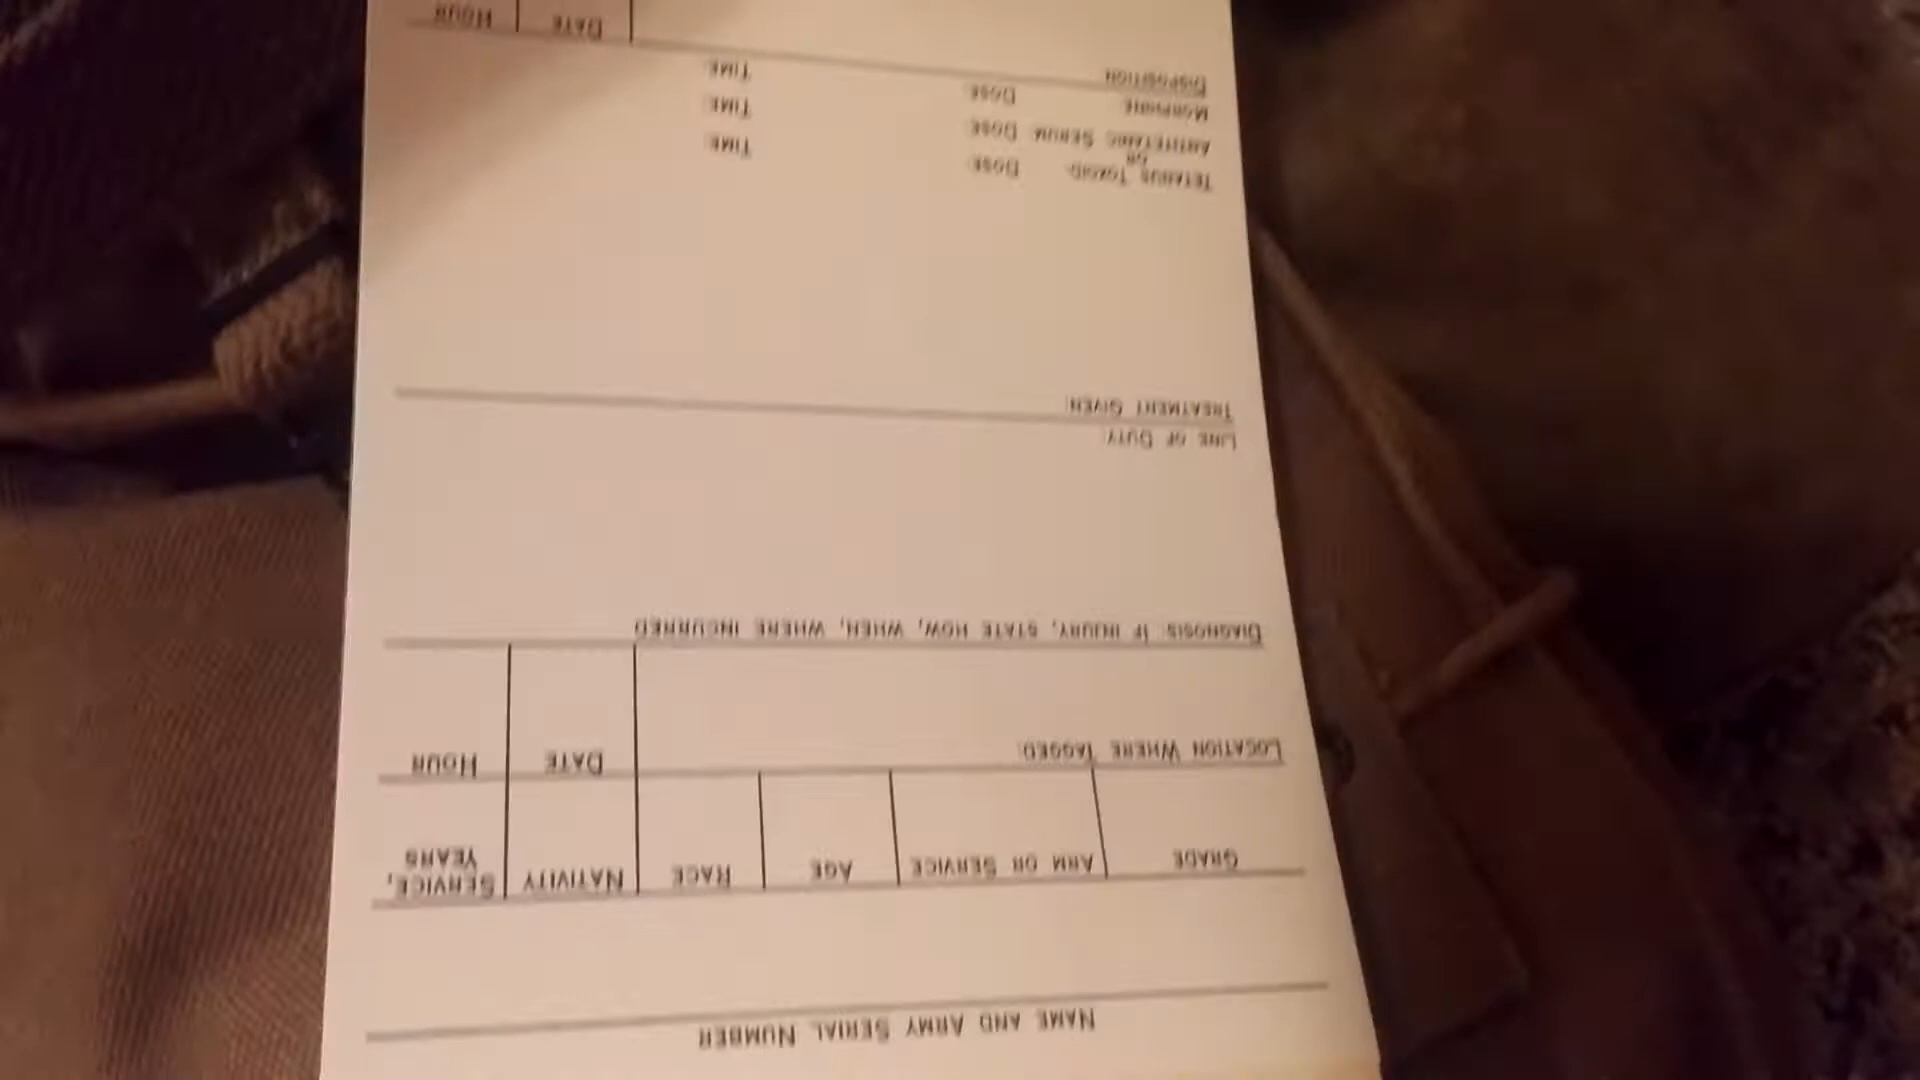 NAME AND ARMY SERIAL NUMBER
GRADE ARM OR SERVICE AGE RACE NATIVITY SERVICE, YEARS
LOCATION WHERE TAGGED: DATE HOUR
DIAGNOSIS: IF INJURY, STATE HOW, WHEN, WHERE INCURRED
LINE OF DUTY:
TREATMENT GIVEN:
TETANUS TOXOID: DOSE: TIME:
OR
ANTITETANIC SERUM: DOSE: TIME:
MORPHINE: DOSE: TIME:
DISPOSITION DATE HOUR